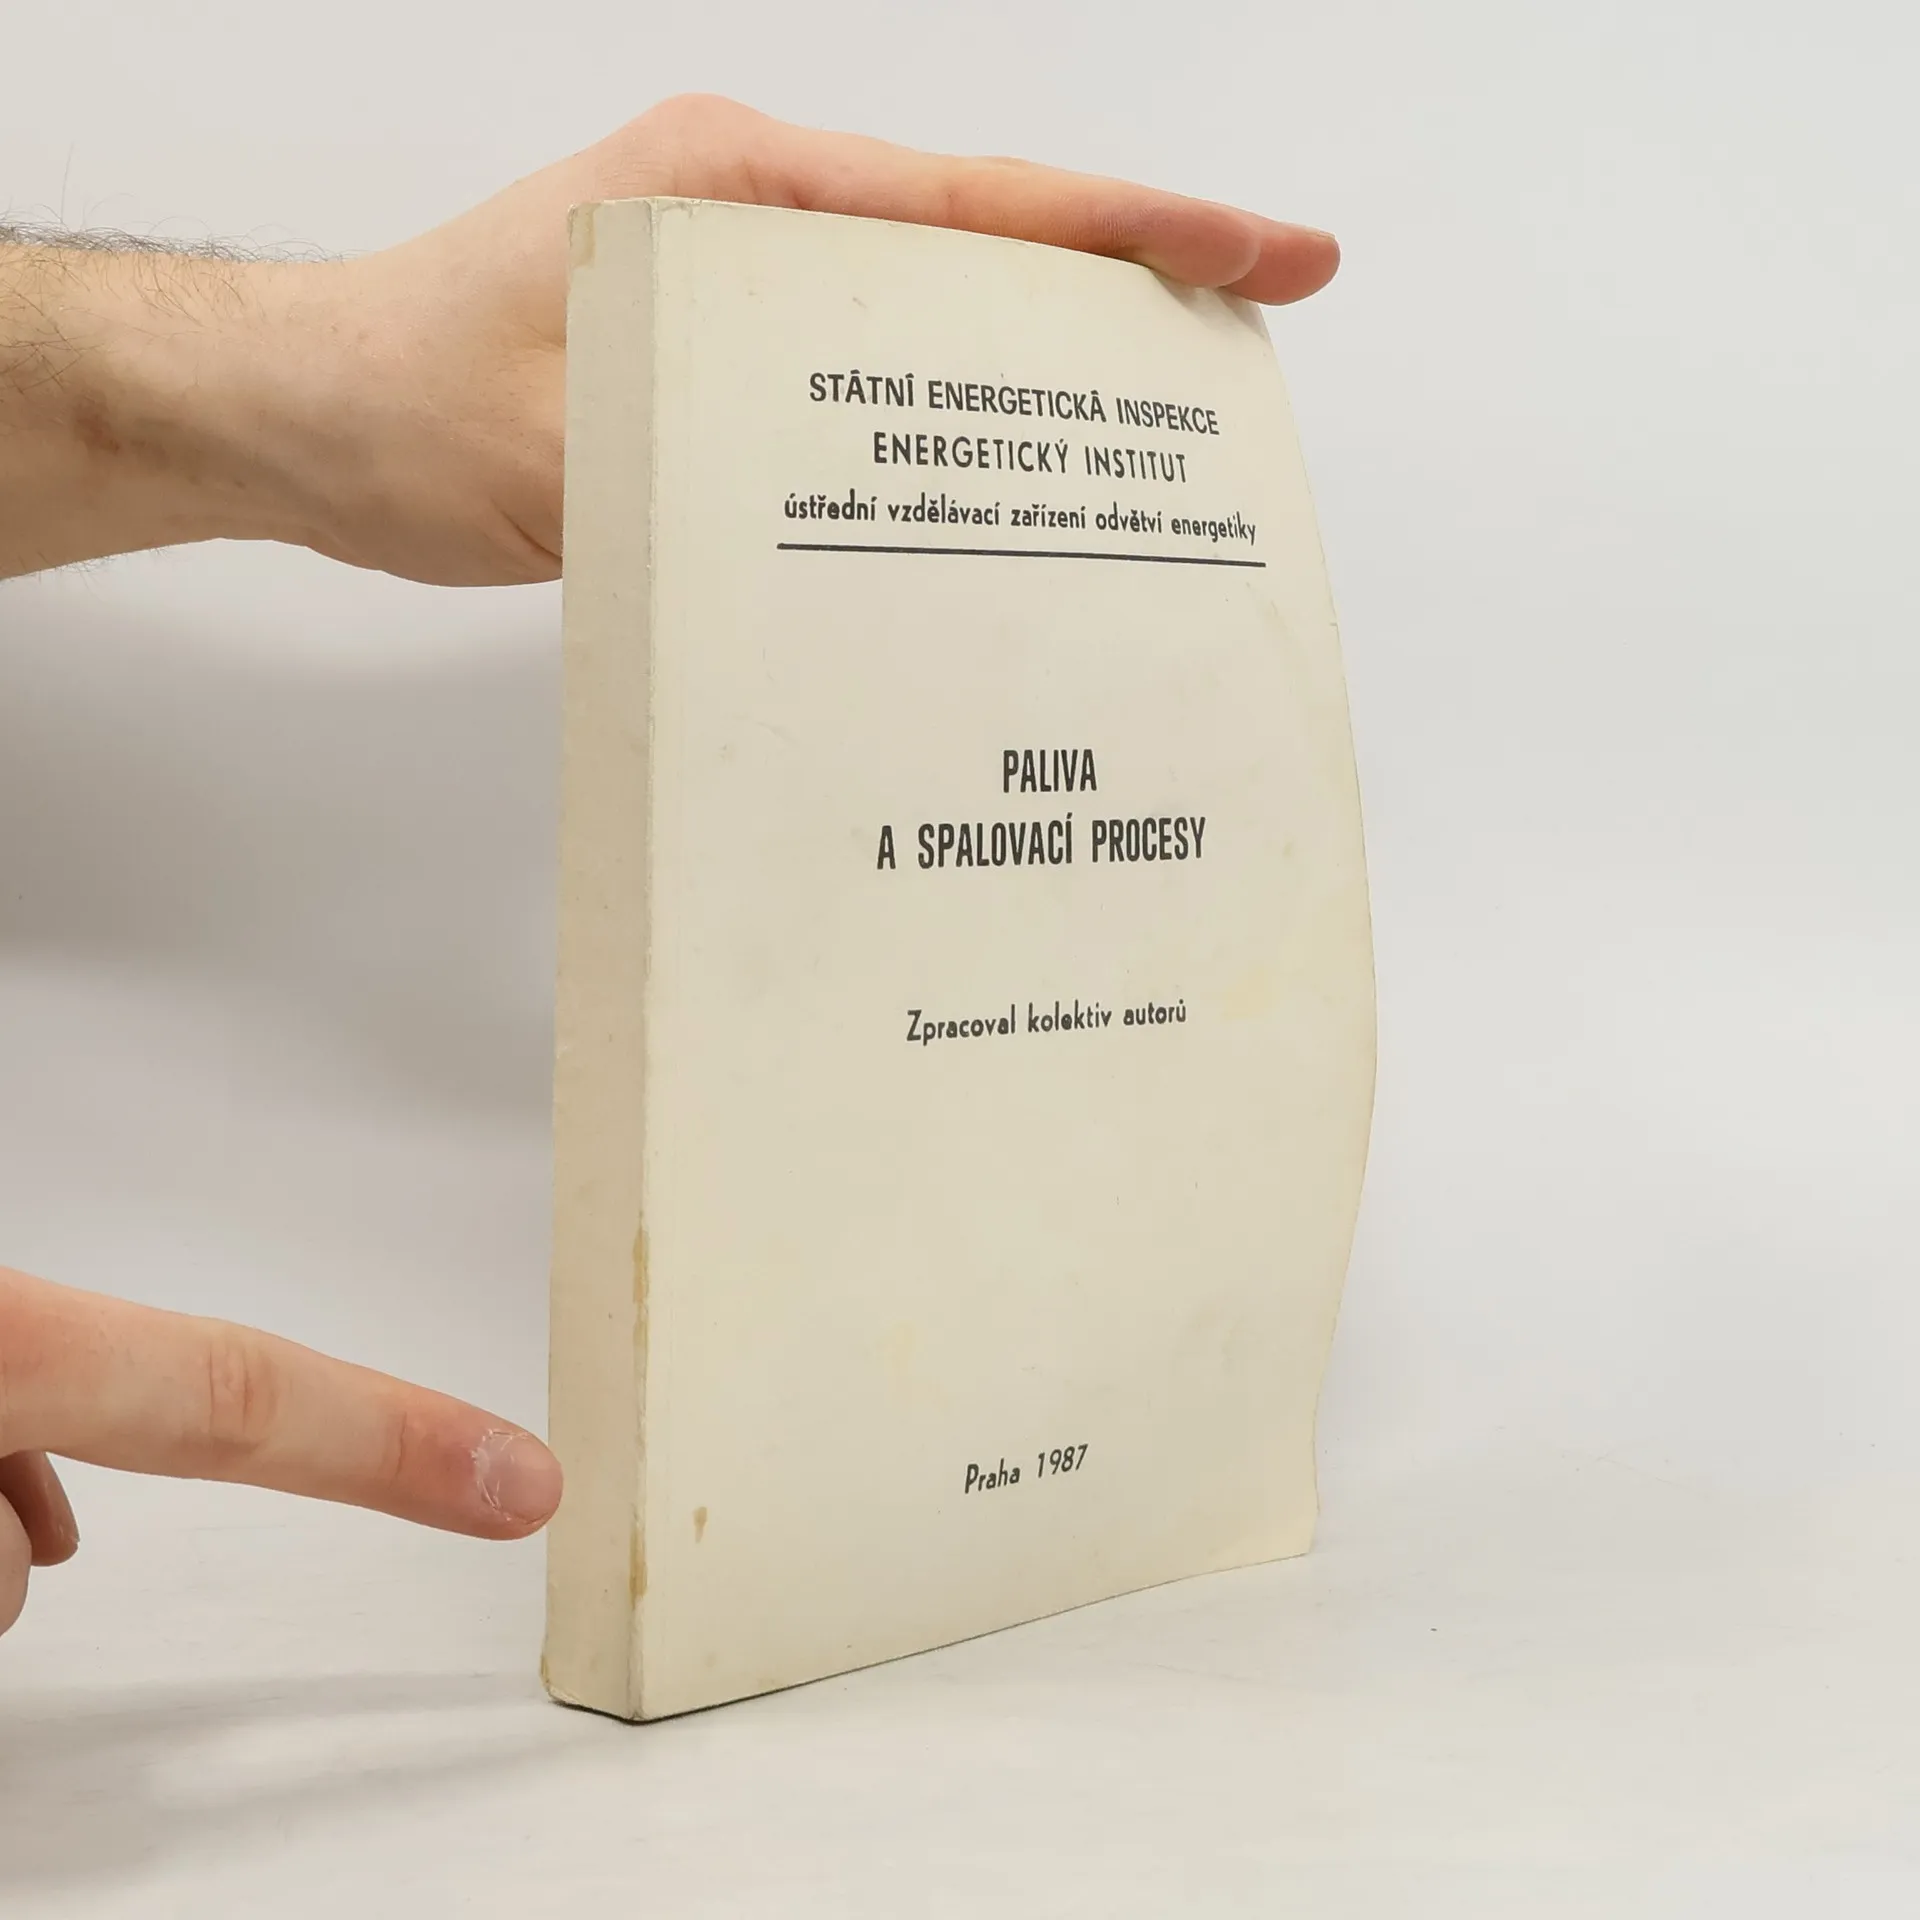 STÁTNÍ ENERGETICKÁ INSPEKCE
ENERGETICKÝ INSTITUT
ústřední vzdělávací zařízení odvětví energetiky
PALIVA
A SPALOVACÍ PROCESY
Zpracoval kolektiv autorů
Praha 1987